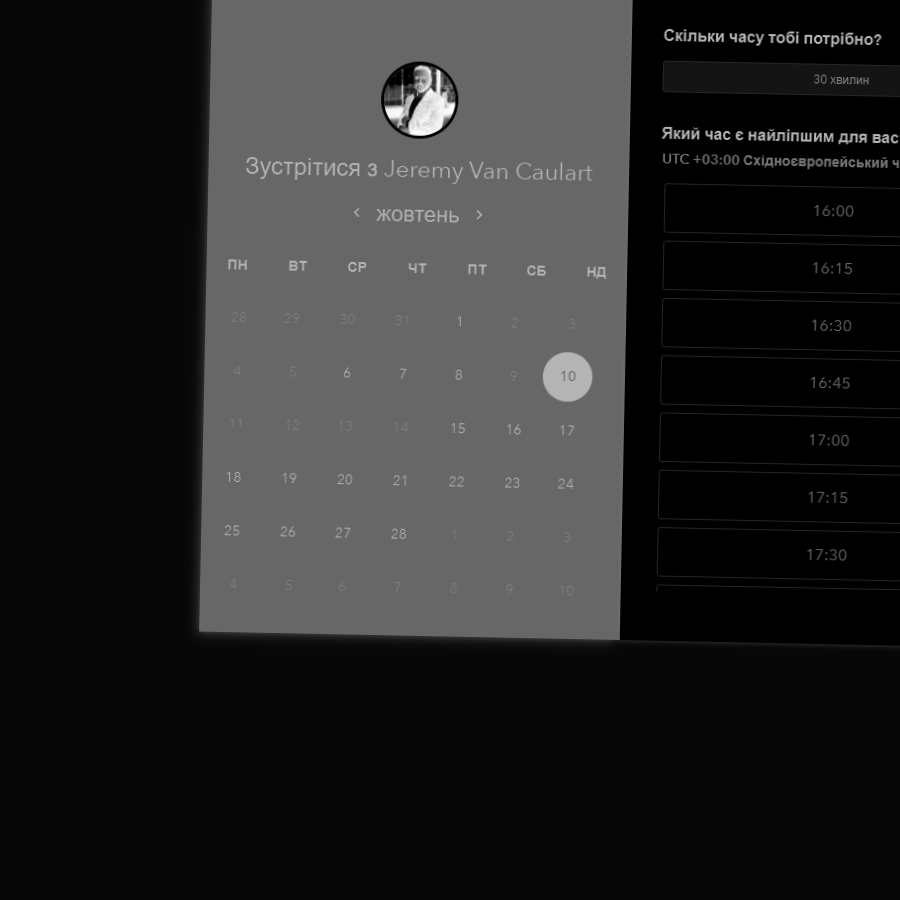 Зустрітися з Jeremy Van Caulart
жовтень
ПН ВТ СР ЧТ ПТ СБ НД
28 29 30 31 1 2 3
4 5 6 7 8 9 10
11 12 13 14 15 16 17
18 19 20 21 22 23 24
25 26 27 28 1 2 3
4 5 6 7 8 9 10
Скільки часу тобі потрібно?
30 хвилин
Який час є найліпшим для вас
UTC +03:00 Східноєвропейський ч
16:00
16:15
16:30
16:45
17:00
17:15
17:30